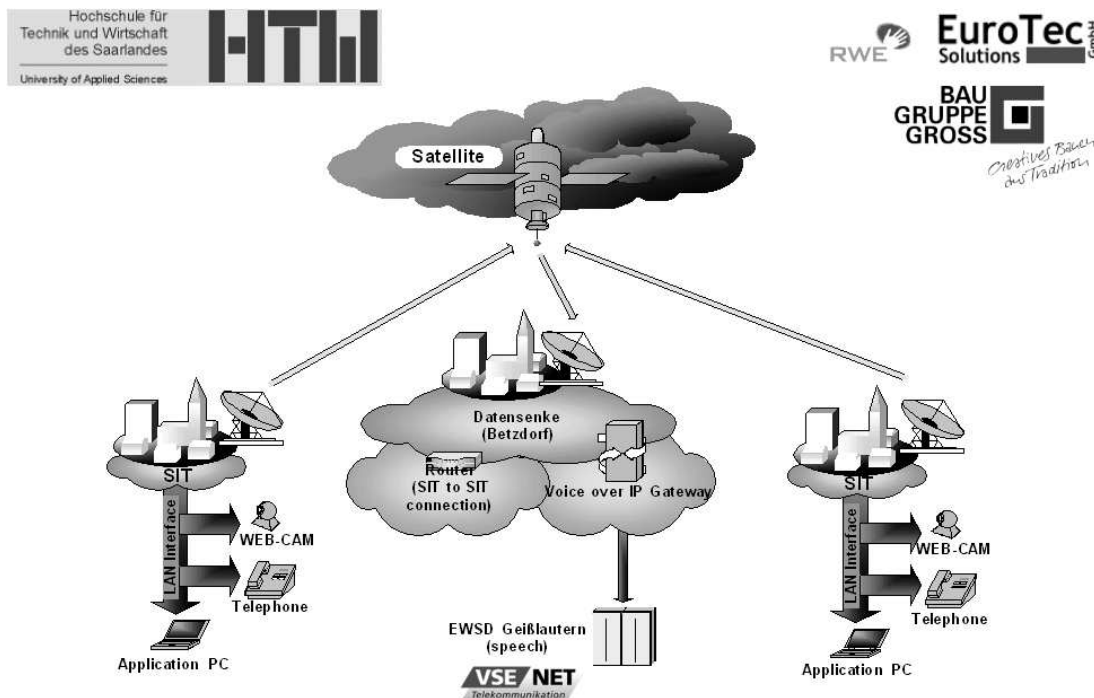 Hochschule für
Technik und Wirtschaft
des Saarlandes
University of Applied Sciences
HTW
RWE
EuroTec
Solutions
GmbH
BAU
GRUPPE
GROSS
Creatives Bauen
aus Tradition
Satellite
Datensenke
(Betzdorf)
Router
(SIT to SIT
connection)
Voice over IP Gateway
SIT
LAN Interface
WEB-CAM
Telephone
Application PC
EWSD Geißlautern
(speech)
VSE NET
Telekommunikation
SIT
LAN Interface
WEB-CAM
Telephone
Application PC